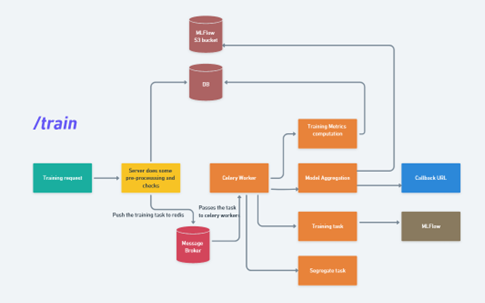 MLFlow
S3 bucket
DB
/train
Training Metrics
computation
Training request
Server does some
pre-processing and
checks
Celery Worker
Model Aggregation
Callback URL
Push the training task to redis
Passes the task
to celery workers
Message
Broker
Training task
MLFlow
Segregate task